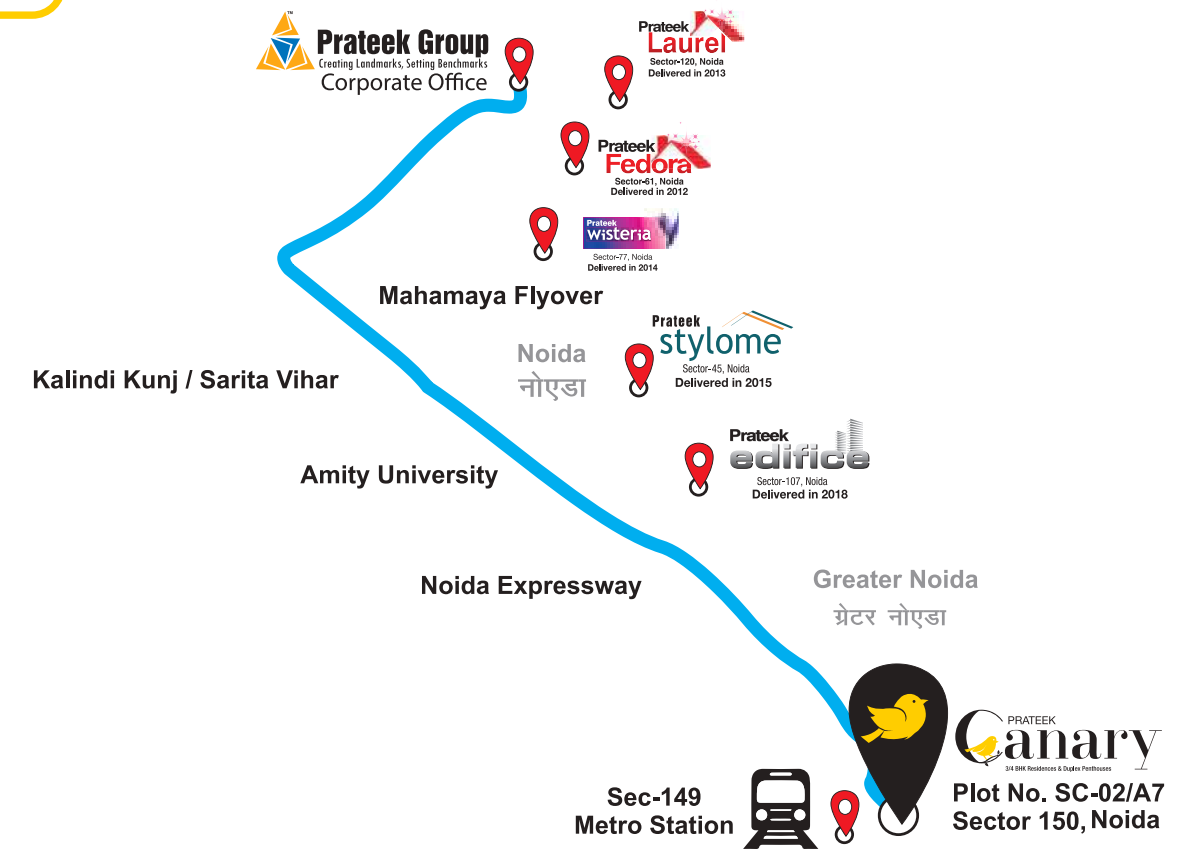 Prateek Group
Creating Landmarks, Setting Benchmarks
Corporate Office
TM
Prateek
Laurel
Sector-120, Noida
Delivered in 2013
Prateek
Fedora
Sector-61, Noida
Delivered in 2012
Prateek
wisteria
Sector-77, Noida
Delivered in 2014
Mahamaya Flyover
Prateek
stylome
Sector-45, Noida
Delivered in 2015
Noida
नोएडा
Kalindi Kunj / Sarita Vihar
Prateek
edifice
Sector-107, Noida
Delivered in 2018
Amity University
Noida Expressway
Greater Noida
ग्रेटर नोएडा
PRATEEK
Canary
3/4 BHK Residences & Duplex Penthouses
Plot No. SC-02/A7
Sector 150, Noida
Sec-149
Metro Station